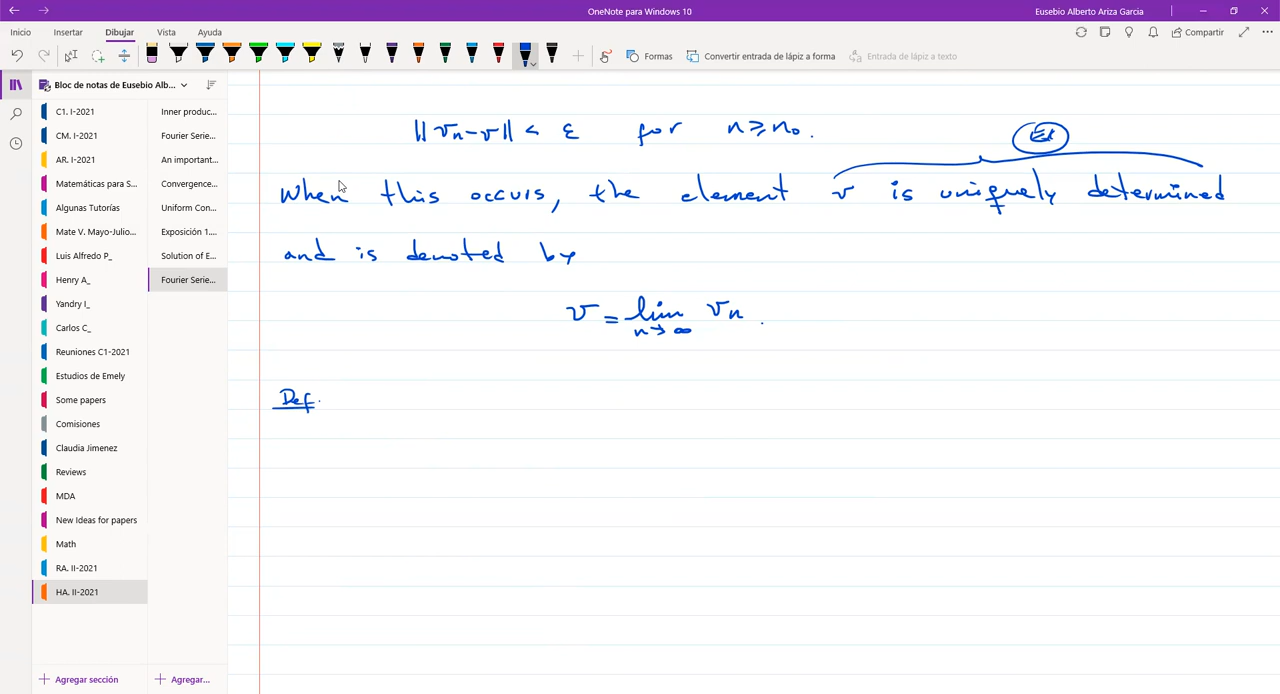 OneNote para Windows 10
Eusebio Alberto Ariza Garcia
Inicio Insertar Dibujar Vista Ayuda
Compartir
Formas Convertir entrada de lápiz a forma Entrada de lápiz a texto
Bloc de notas de Eusebio Alb...
C1. I-2021
CM. I-2021
AR. I-2021
Matemáticas para S...
Algunas Tutorías
Mate V. Mayo-Julio...
Luis Alfredo P_
Henry A_
Yandry I_
Carlos C_
Reuniones C1-2021
Estudios de Emely
Some papers
Comisiones
Claudia Jimenez
Reviews
MDA
New Ideas for papers
Math
RA. II-2021
HA. II-2021
Agregar sección
Inner produc...
Fourier Serie...
An important...
Convergence...
Uniform Con...
Exposición 1....
Solution of E...
Fourier Serie...
Agregar...
||v_n - v|| < ε for n ≥ n_0.
Ex
When this occurs, the element v is uniquely determined
and is denoted by
v = lim v_n.
n→∞
Def.